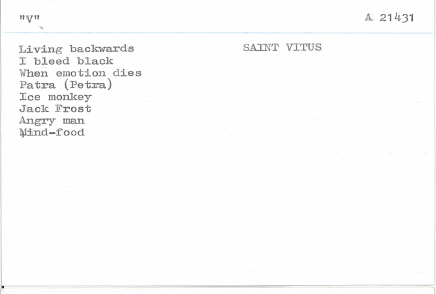 "V"
A 21431
Living backwards
SAINT VITUS
I bleed black
When emotion dies
Patra (Petra)
Ice monkey
Jack Frost
Angry man
Mind-food